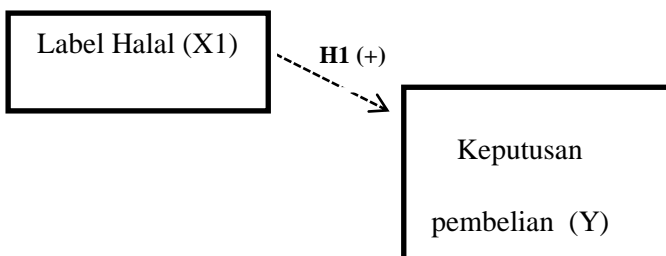 Label Halal (X1)
H1 (+)
Keputusan
pembelian (Y)